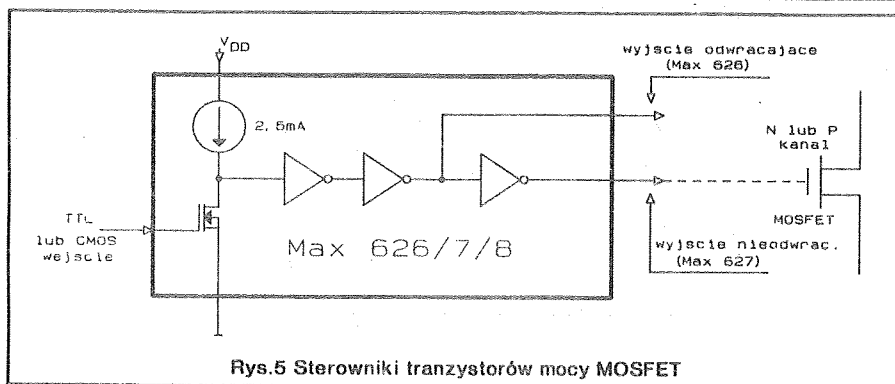 VDD
wyjscie odwracajace
(Max 626)
2,5mA
N lub P
kanal
TTL
lub CMOS
wejscie
MOSFET
Max 626/7/8
wyjscie nieodwrac.
(Max 627)
Rys.5 Sterowniki tranzystorów mocy MOSFET